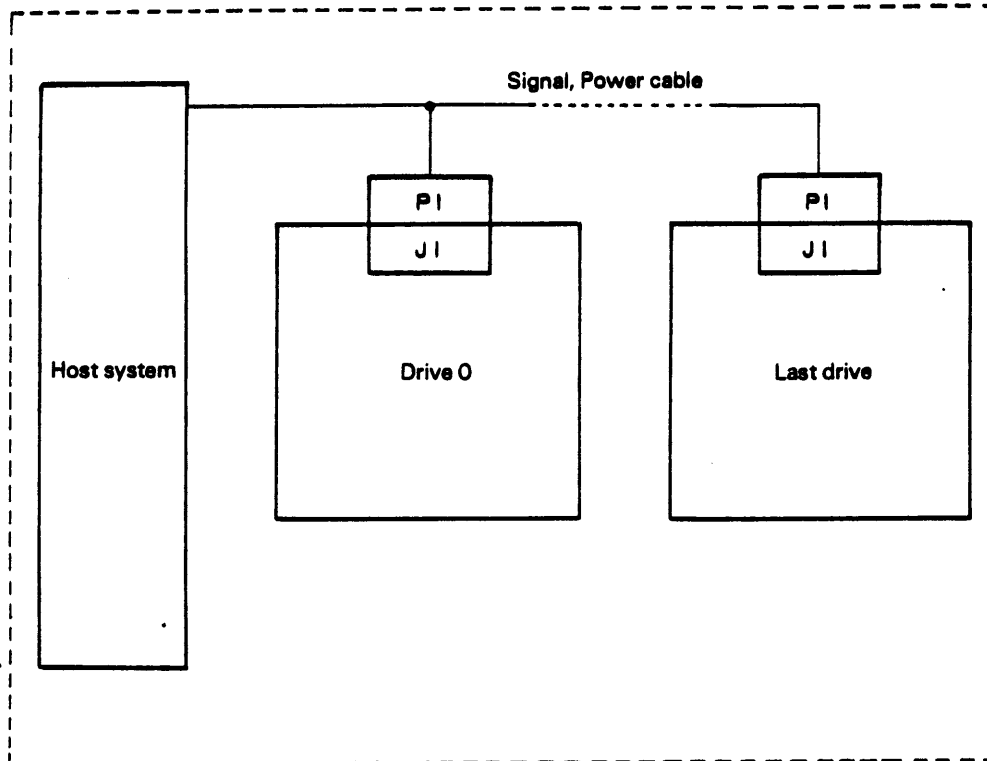 Signal, Power cable
P1
J1
P1
J1
Host system
Drive 0
Last drive